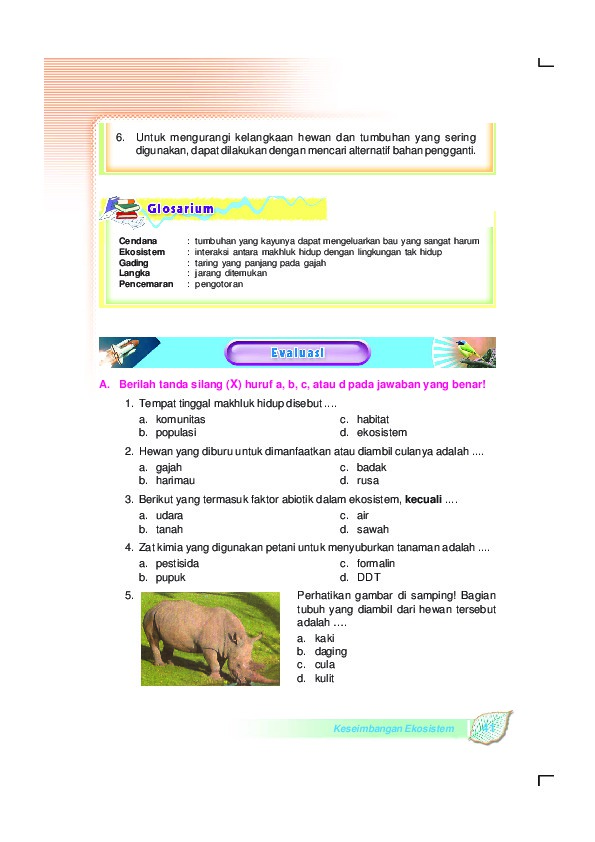 6. Untuk mengurangi kelangkaan hewan dan tumbuhan yang sering
digunakan, dapat dilakukan dengan mencari alternatif bahan pengganti.
Glosarium
Cendana : tumbuhan yang kayunya dapat mengeluarkan bau yang sangat harum
Ekosistem : interaksi antara makhluk hidup dengan lingkungan tak hidup
Gading : taring yang panjang pada gajah
Langka : jarang ditemukan
Pencemaran : pengotoran
Evaluasi
A. Berilah tanda silang (X) huruf a, b, c, atau d pada jawaban yang benar!
1. Tempat tinggal makhluk hidup disebut ....
a. komunitas c. habitat
b. populasi d. ekosistem
2. Hewan yang diburu untuk dimanfaatkan atau diambil culanya adalah ....
a. gajah c. badak
b. harimau d. rusa
3. Berikut yang termasuk faktor abiotik dalam ekosistem, kecuali ....
a. udara c. air
b. tanah d. sawah
4. Zat kimia yang digunakan petani untuk menyuburkan tanaman adalah ....
a. pestisida c. formalin
b. pupuk d. DDT
5. Perhatikan gambar di samping! Bagian
tubuh yang diambil dari hewan tersebut
adalah ....
a. kaki
b. daging
c. cula
d. kulit
Keseimbangan Ekosistem